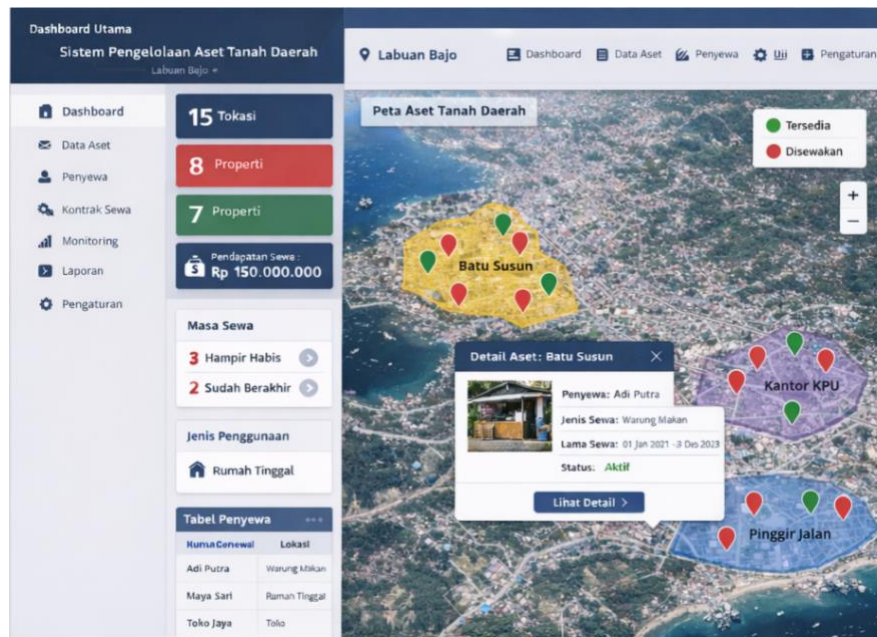 Dashboard Utama
Sistem Pengelolaan Aset Tanah Daerah
Labuan Bajo
Labuan Bajo
Dashboard
Data Aset
Penyewa
Uji
Pengaturan
Dashboard
Data Aset
Penyewa
Kontrak Sewa
Monitoring
Laporan
Pengaturan
15 Tokasi
8 Properti
7 Properti
Pendapatan Sewa :
Rp 150.000.000
Masa Sewa
3 Hampir Habis
2 Sudah Berakhir
Jenis Penggunaan
Rumah Tinggal
Tabel Penyewa
Lokasi
Adi Putra Warung Makan
Maya Sari Ruman Tinggal
Toko Jaya Toko
Peta Aset Tanah Daerah
Tersedia
Disewakan
+
−
Batu Susun
Kantor KPU
Pinggir Jalan
Detail Aset: Batu Susun ×
Penyewa: Adi Putra
Jenis Sewa: Warung Makan
Lama Sewa: 01 Jan 2021 -3 Des 2023
Status: Aktif
Lihat Detail >